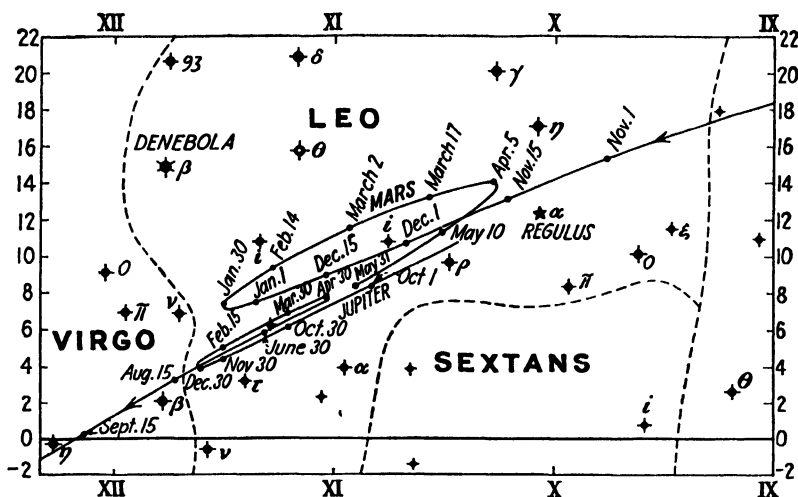 XII XI X IX
22 22
93 δ
20 γ 20
18 LEO η Nov. 1 18
DENEBOLA
16 θ 16
β March 17 Apr. 5 Nov. 15
14 March 2 MARS 14
12 Feb. 14 i Dec. 1 α 12
Jan. 30 i Dec. 15 May 10 REGULUS ξ
10 ο ρ ο 10
Jan. 1 Apr 30 May 31 Oct 1
8 Mar. 30 JUPITER π 8
π ν Feb. 15
6 Oct. 30 6
VIRGO June 30 SEXTANS
4 Aug. 15 Dec. 30 Nov 30 τ α 4
θ
2 β 2
Sept. 15 i
0 0
η ν
-2 -2
XII XI X IX